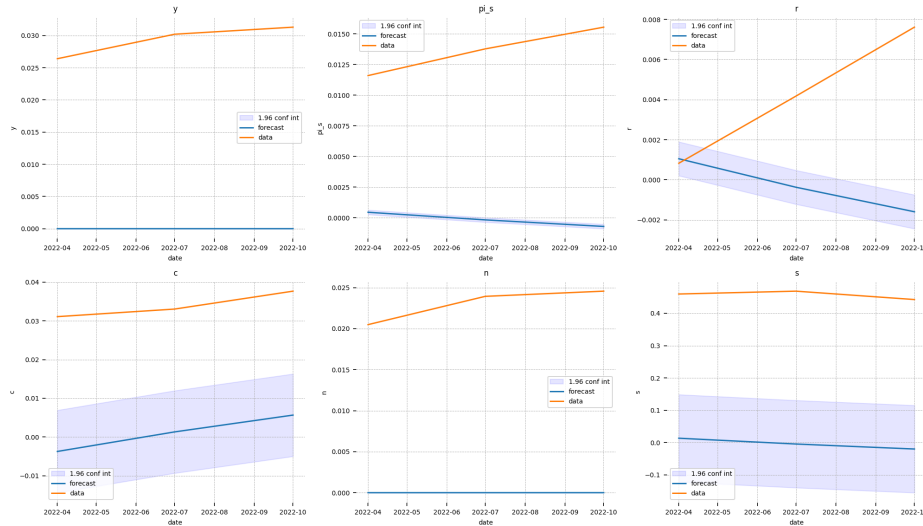 y
0.030
0.025
0.020
0.015
0.010
0.005
0.000
y
1.96 conf int
forecast
data
2022-04 2022-05 2022-06 2022-07 2022-08 2022-09 2022-10
date
pi_s
0.0150
0.0125
0.0100
0.0075
0.0050
0.0025
0.0000
pi_s
1.96 conf int
forecast
data
2022-04 2022-05 2022-06 2022-07 2022-08 2022-09 2022-10
date
r
0.008
0.006
0.004
0.002
0.000
−0.002
r
1.96 conf int
forecast
data
2022-04 2022-05 2022-06 2022-07 2022-08 2022-09 2022-1
date
c
0.04
0.03
0.02
0.01
0.00
−0.01
c
1.96 conf int
forecast
data
2022-04 2022-05 2022-06 2022-07 2022-08 2022-09 2022-10
date
n
0.025
0.020
0.015
0.010
0.005
0.000
n
1.96 conf int
forecast
data
2022-04 2022-05 2022-06 2022-07 2022-08 2022-09 2022-10
date
s
0.4
0.3
0.2
0.1
0.0
−0.1
s
1.96 conf int
forecast
data
2022-04 2022-05 2022-06 2022-07 2022-08 2022-09 2022-1
date